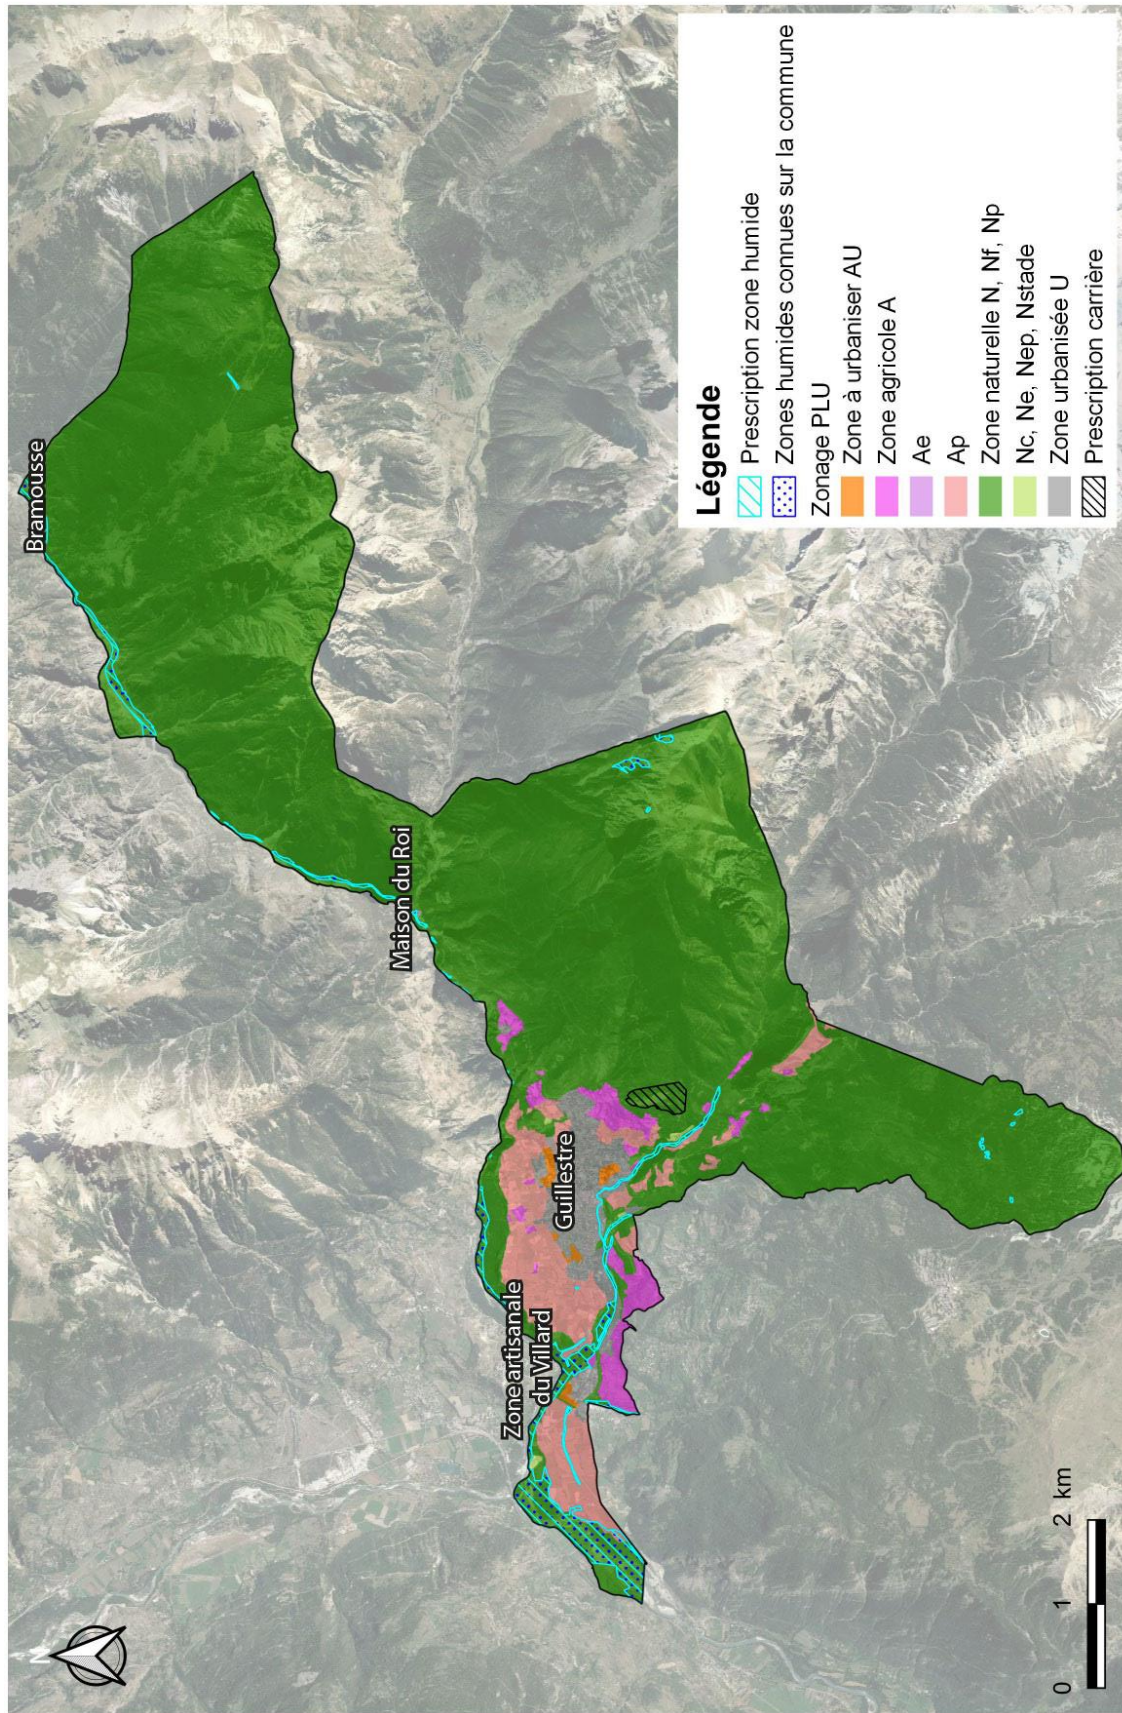 N
Bramousse
Maison du Roi
Guillestre
Zone artisanale
du Villard
0 1 2 km
Légende
Prescription zone humide
Zones humides connues sur la commune
Zonage PLU
Zone à urbaniser AU
Zone agricole A
Ae
Ap
Zone naturelle N, Nf, Np
Nc, Ne, Nep, Nstade
Zone urbanisée U
Prescription carrière